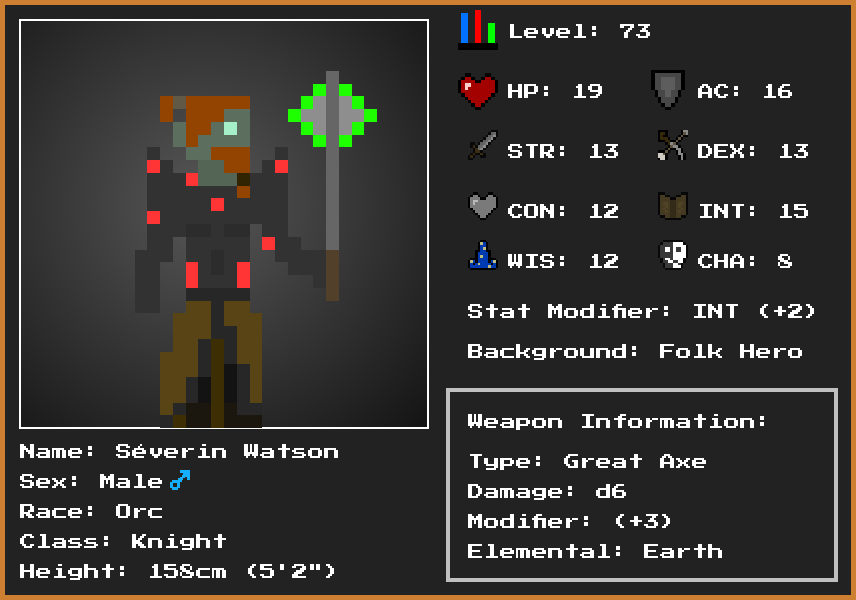 Level: 73
HP: 19
AC: 16
STR: 13
DEX: 13
CON: 12
INT: 15
WIS: 12
CHA: 8
Stat Modifier: INT (+2)
Background: Folk Hero
Weapon Information:
Type: Great Axe
Damage: d6
Modifier: (+3)
Elemental: Earth
Name: Séverin Watson
Sex: Male♂
Race: Orc
Class: Knight
Height: 158cm (5'2")